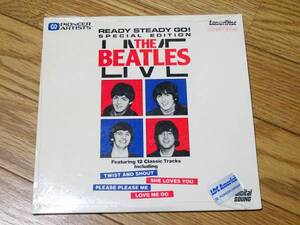 PIONEER
ARTISTS
LaserDisc
READY STEADY GO!
SPECIAL EDITION
THE
BEATLES
LIVE
Featuring 12 Classic Tracks
including
TWIST AND SHOUT
SHE LOVES YOU
PLEASE PLEASE ME
LOVE ME DO
digital
SOUND